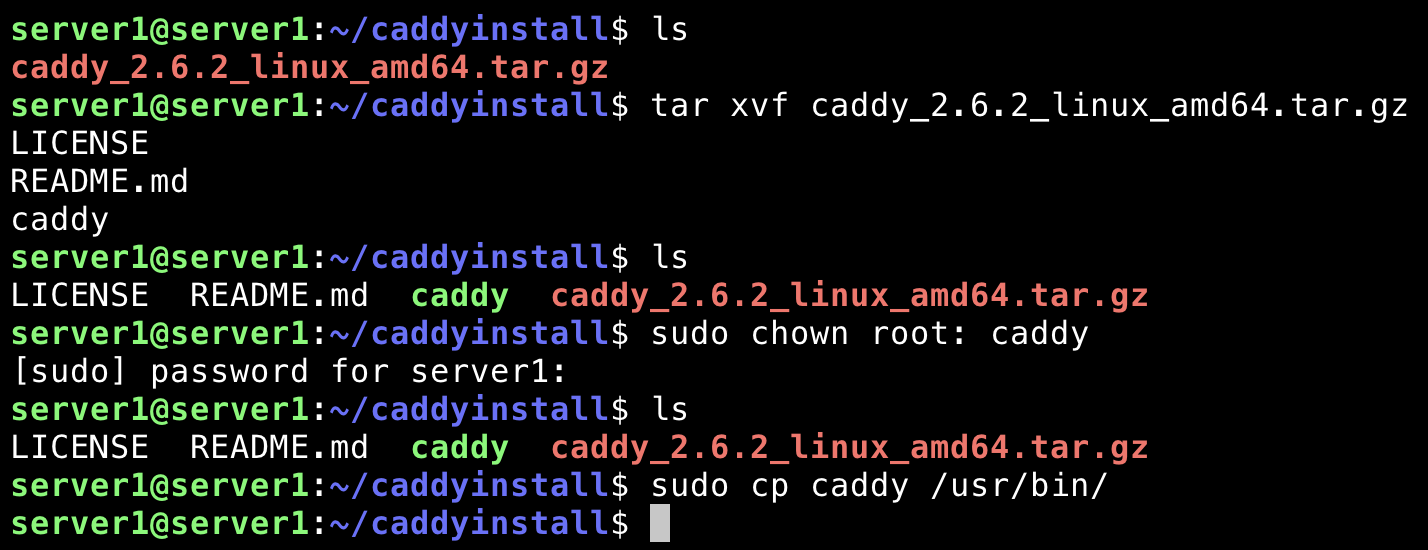 server1@server1:~/caddyinstall$ ls
caddy_2.6.2_linux_amd64.tar.gz
server1@server1:~/caddyinstall$ tar xvf caddy_2.6.2_linux_amd64.tar.gz
LICENSE
README.md
caddy
server1@server1:~/caddyinstall$ ls
LICENSE  README.md  caddy  caddy_2.6.2_linux_amd64.tar.gz
server1@server1:~/caddyinstall$ sudo chown root: caddy
[sudo] password for server1:
server1@server1:~/caddyinstall$ ls
LICENSE  README.md  caddy  caddy_2.6.2_linux_amd64.tar.gz
server1@server1:~/caddyinstall$ sudo cp caddy /usr/bin/
server1@server1:~/caddyinstall$